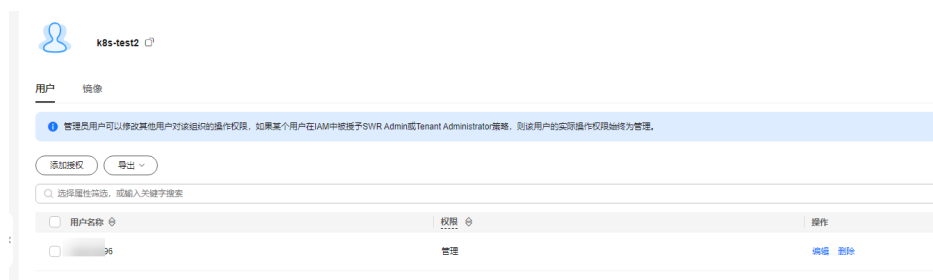 k8s-test2
用户 镜像
管理员用户可以修改其他用户对该组织的操作权限，如果某个用户在IAM中被授予SWR Admin或Tenant Administrator策略，则该用户的实际操作权限始终为管理。
添加授权 导出
选择属性筛选，或输入关键字搜索
用户名称 权限 操作
96 管理 编辑 删除